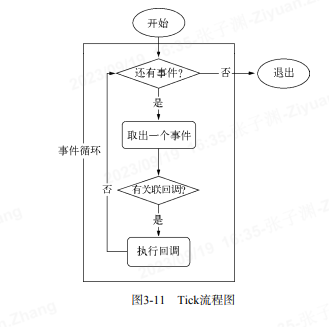 开始
还有事件?
否
退出
是
取出一个事件
事件循环
否
有关联回调?
是
执行回调
图3-11 Tick流程图